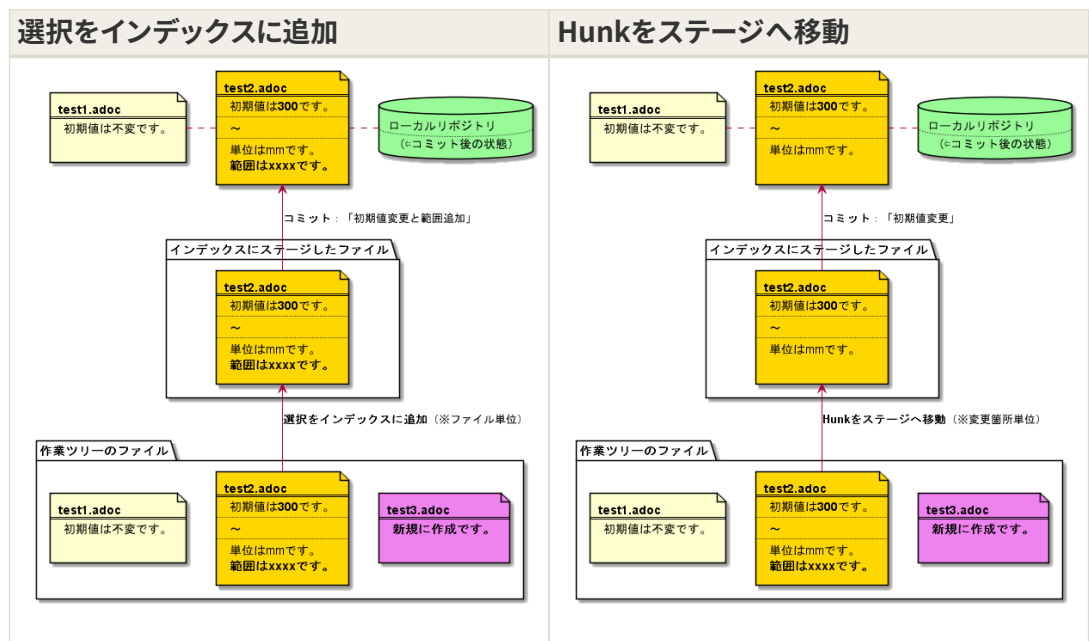 選択をインデックスに追加
test1.adoc
初期値は不変です。
test2.adoc
初期値は300です。
～
単位はmmです。
範囲はxxxxです。
ローカルリポジトリ
(⇐コミット後の状態)
コミット：「初期値変更と範囲追加」
インデックスにステージしたファイル
test2.adoc
初期値は300です。
～
単位はmmです。
範囲はxxxxです。
選択をインデックスに追加（※ファイル単位）
作業ツリーのファイル
test1.adoc
初期値は不変です。
test2.adoc
初期値は300です。
～
単位はmmです。
範囲はxxxxです。
test3.adoc
新規に作成です。
Hunkをステージへ移動
test1.adoc
初期値は不変です。
test2.adoc
初期値は300です。
～
単位はmmです。
ローカルリポジトリ
(⇐コミット後の状態)
コミット：「初期値変更」
インデックスにステージしたファイル
test2.adoc
初期値は300です。
～
単位はmmです。
Hunkをステージへ移動（※変更箇所単位）
作業ツリーのファイル
test1.adoc
初期値は不変です。
test2.adoc
初期値は300です。
～
単位はmmです。
範囲はxxxxです。
test3.adoc
新規に作成です。